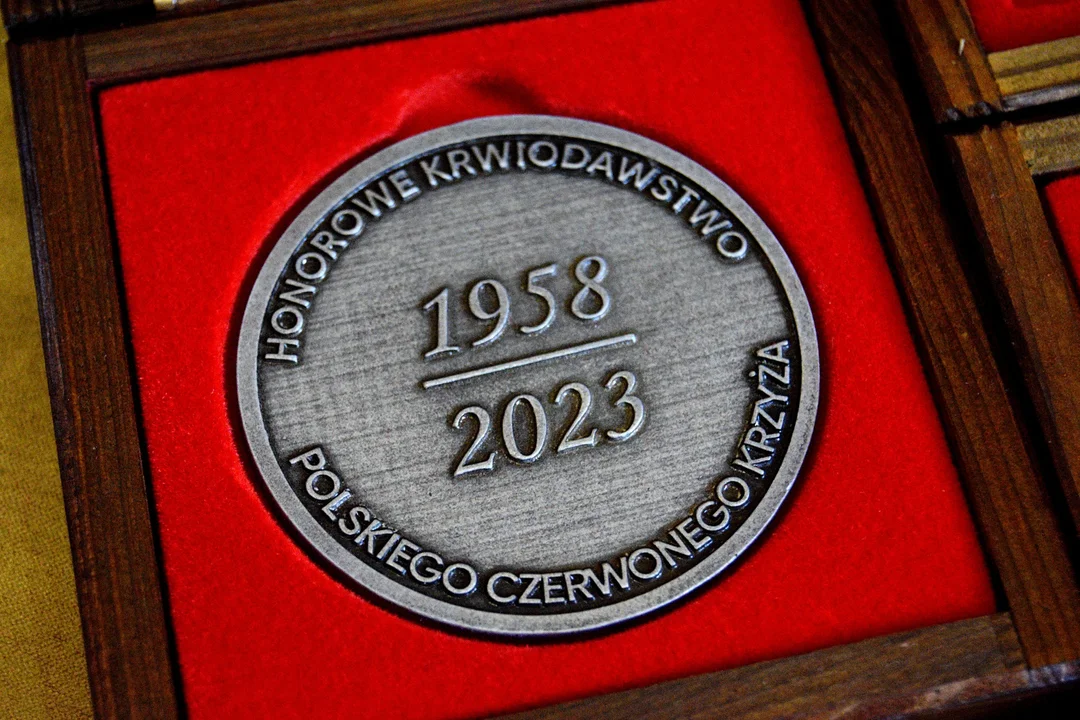 HONOROWE KRWIODAWSTWO
1958
2023
POLSKIEGO CZERWONEGO KRZYŻA